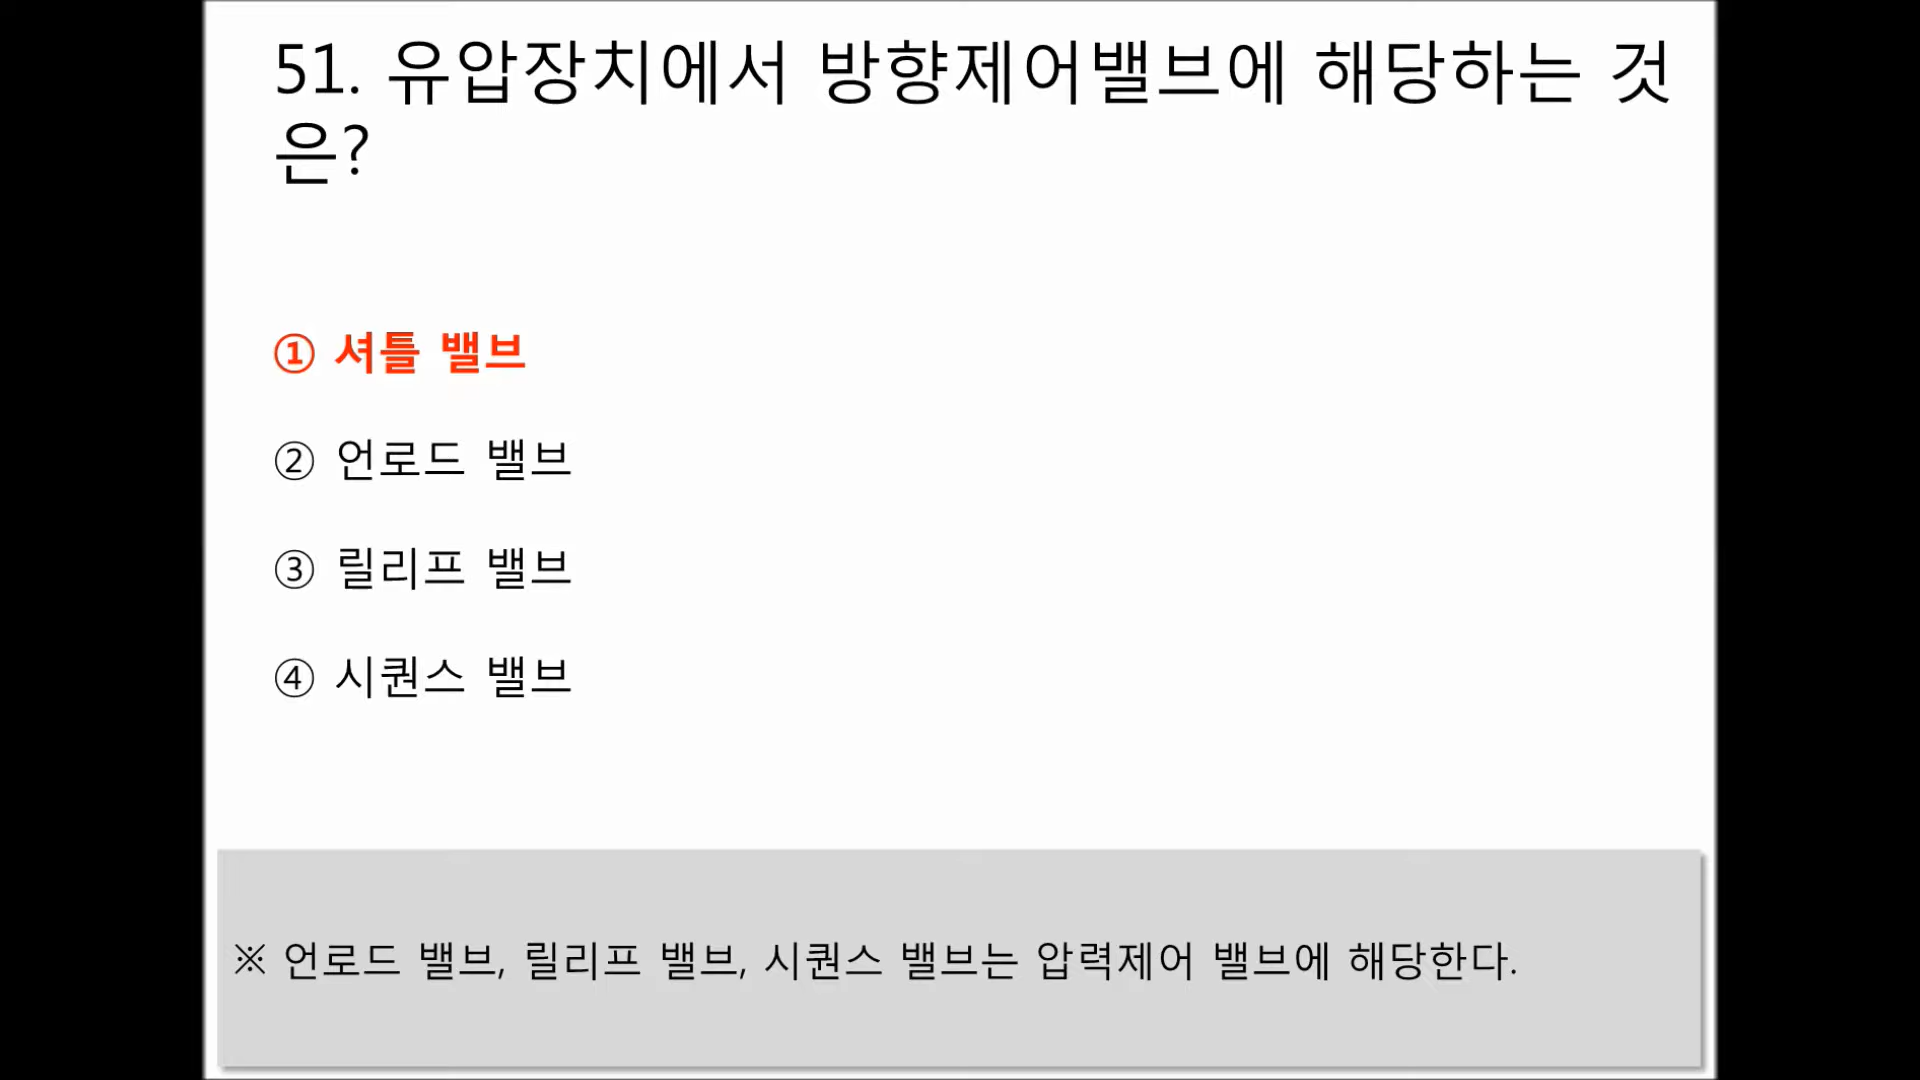 51. 유압장치에서 방향제어밸브에 해당하는 것
은?
① 셔틀 밸브
② 언로드 밸브
③ 릴리프 밸브
④ 시퀀스 밸브
※ 언로드 밸브, 릴리프 밸브, 시퀀스 밸브는 압력제어 밸브에 해당한다.